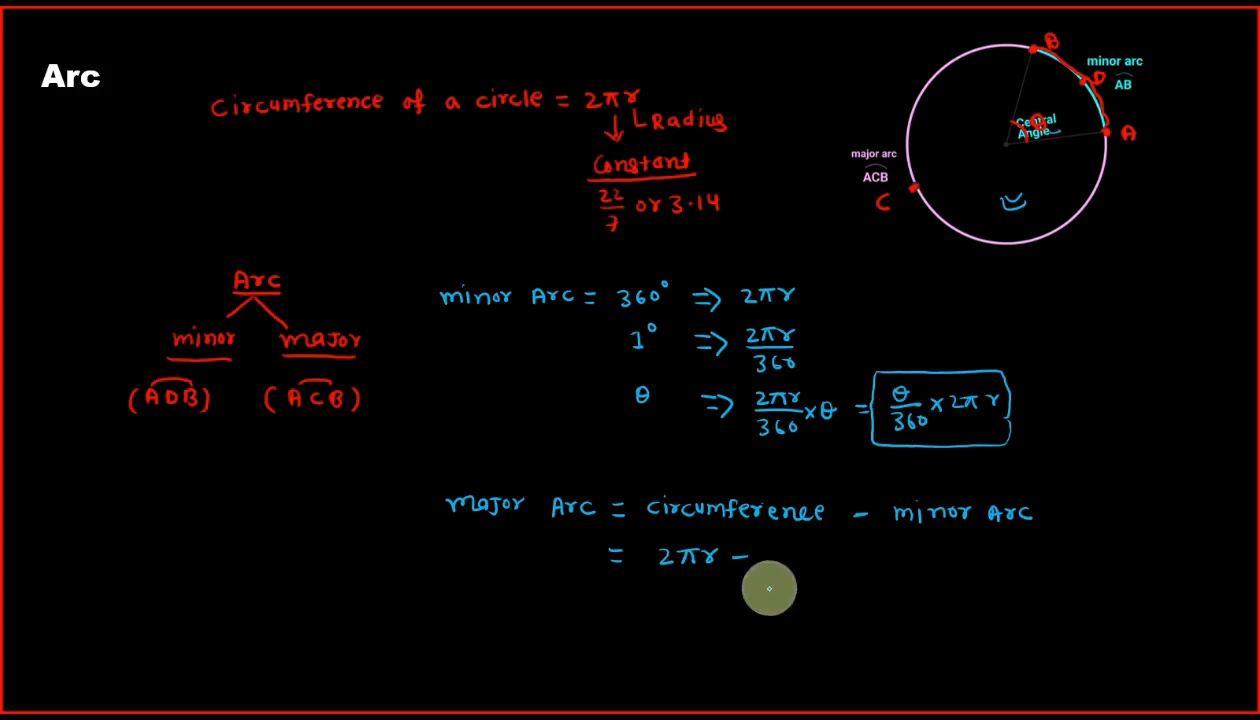 Arc
Circumference of a circle = 2πr
Radius
Constant
22/7 or 3.14
B
minor arc
D
AB
Central
Angle
θ
A
major arc
ACB
C
Arc
minor major
(ADB) (ACB)
minor Arc = 360° => 2πr
1° => 2πr/360
θ => 2πr/360 × θ = θ/360 × 2πr
major Arc = circumference - minor Arc
= 2πr -